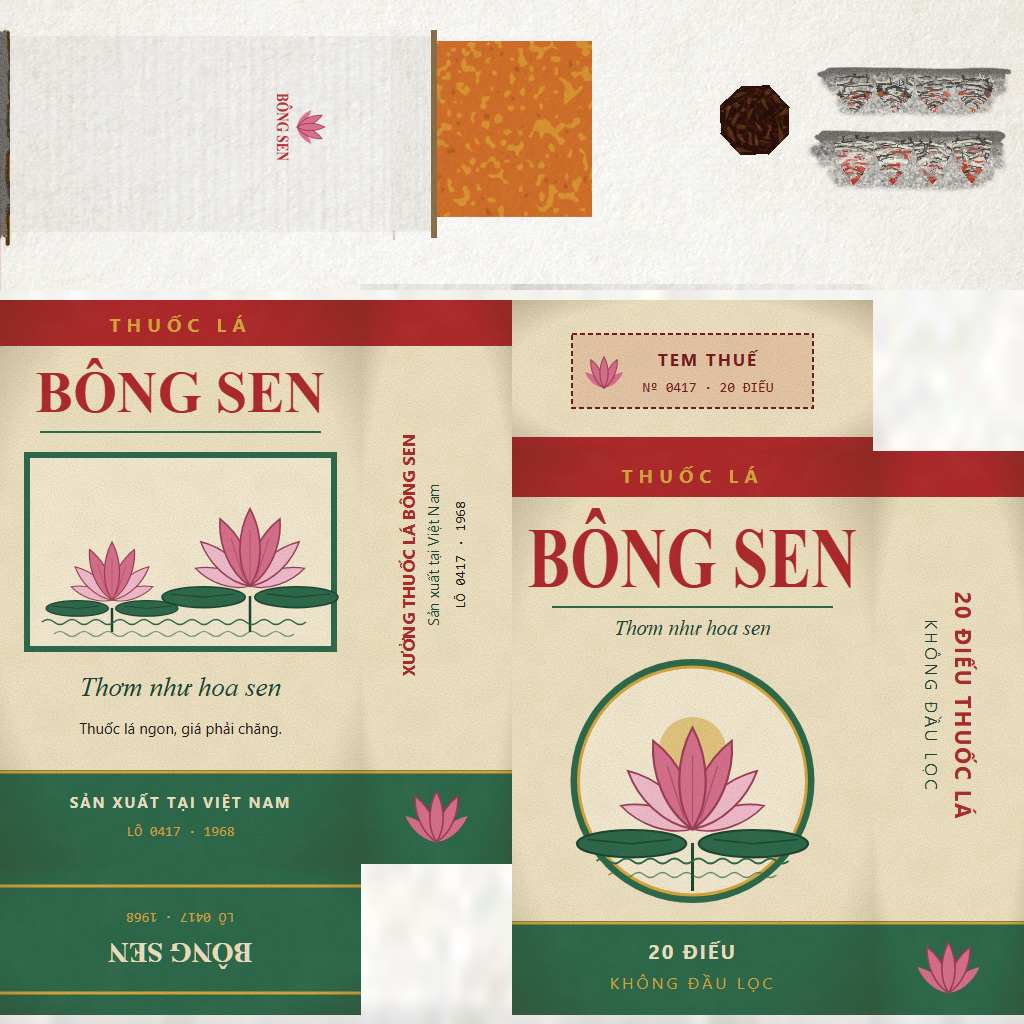 BÔNG SEN
THUỐC LÁ
BÔNG SEN
Thơm như hoa sen
Thuốc lá ngon, giá phải chăng.
SẢN XUẤT TẠI VIỆT NAM
LÔ 0417 · 1968
LÔ 0417 · 1968
BÔNG SEN
XƯỞNG THUỐC LÁ BÔNG SEN
Sản xuất tại Việt Nam
LÔ 0417 · 1968
TEM THUẾ
Nº 0417 · 20 ĐIẾU
THUỐC LÁ
BÔNG SEN
Thơm như hoa sen
20 ĐIẾU
KHÔNG ĐẦU LỌC
20 ĐIẾU THUỐC LÁ
KHÔNG ĐẦU LỌC